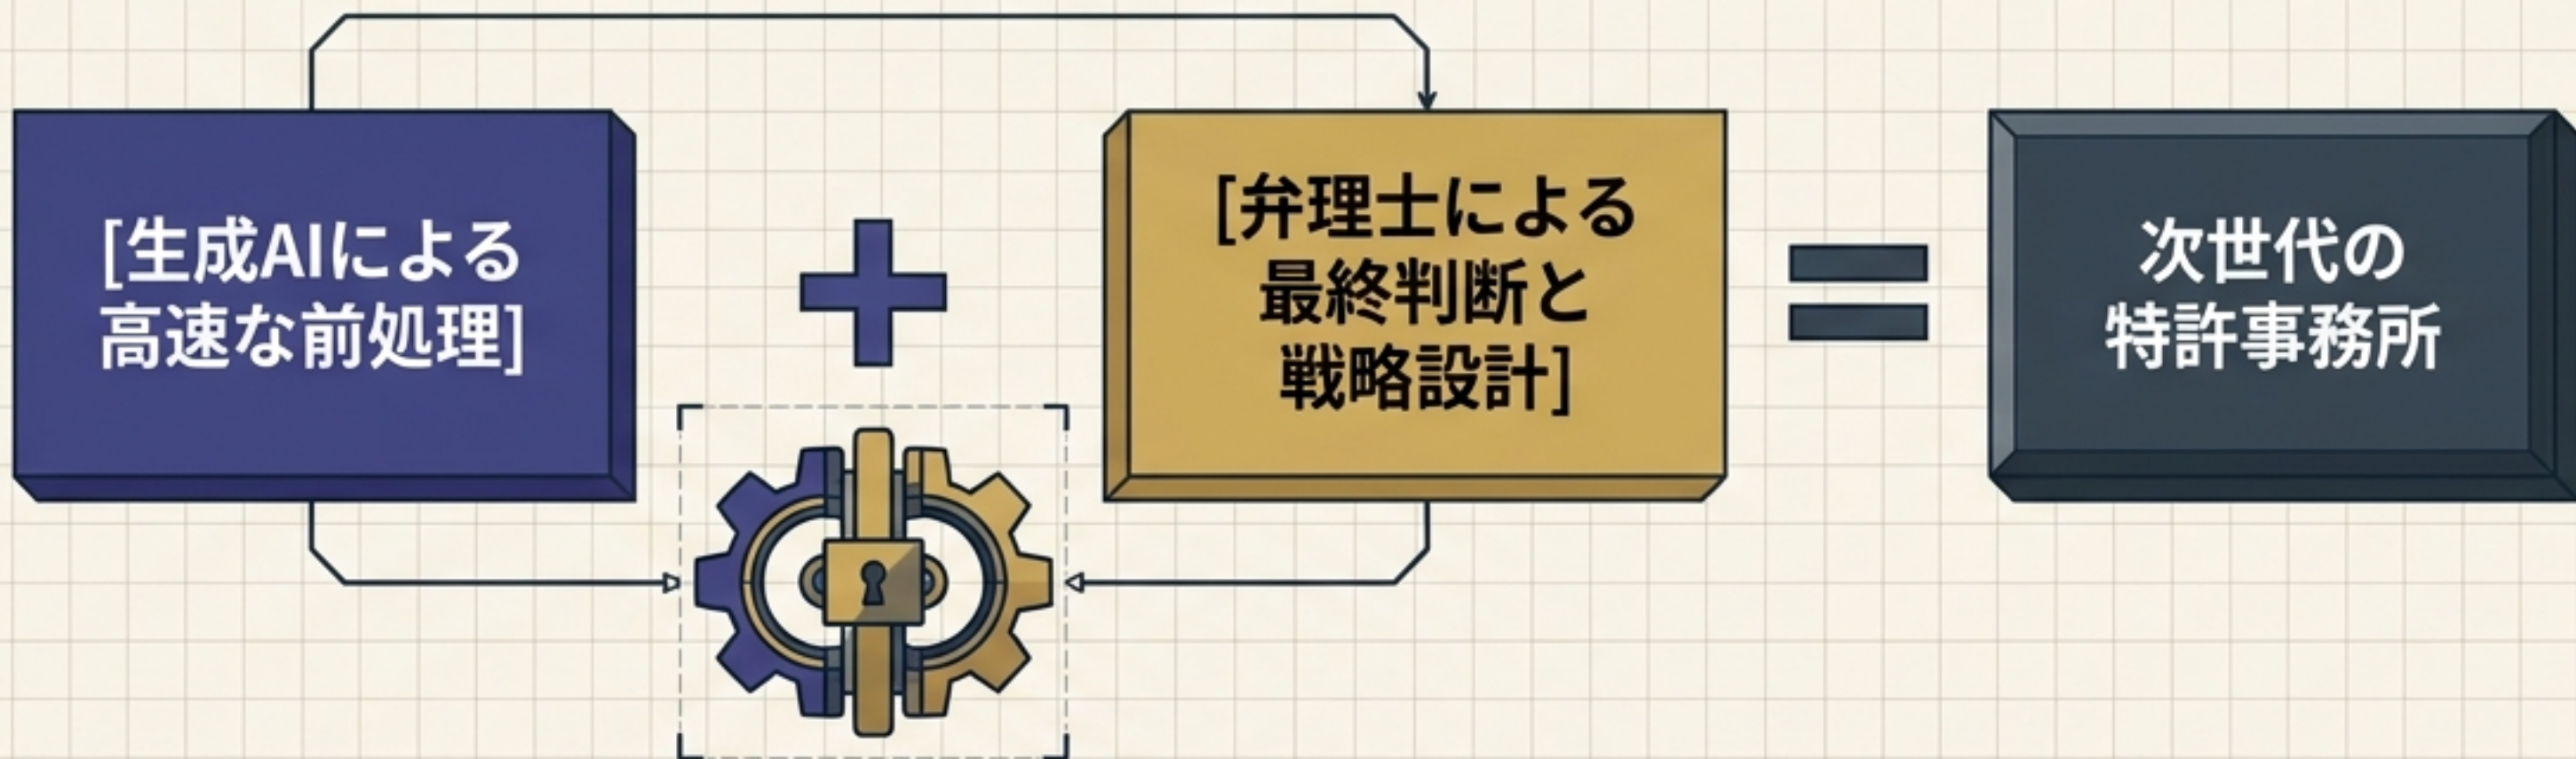 [生成AIによる
高速な前処理]
+
[弁理士による
最終判断と
戦略設計]
=
次世代の
特許事務所